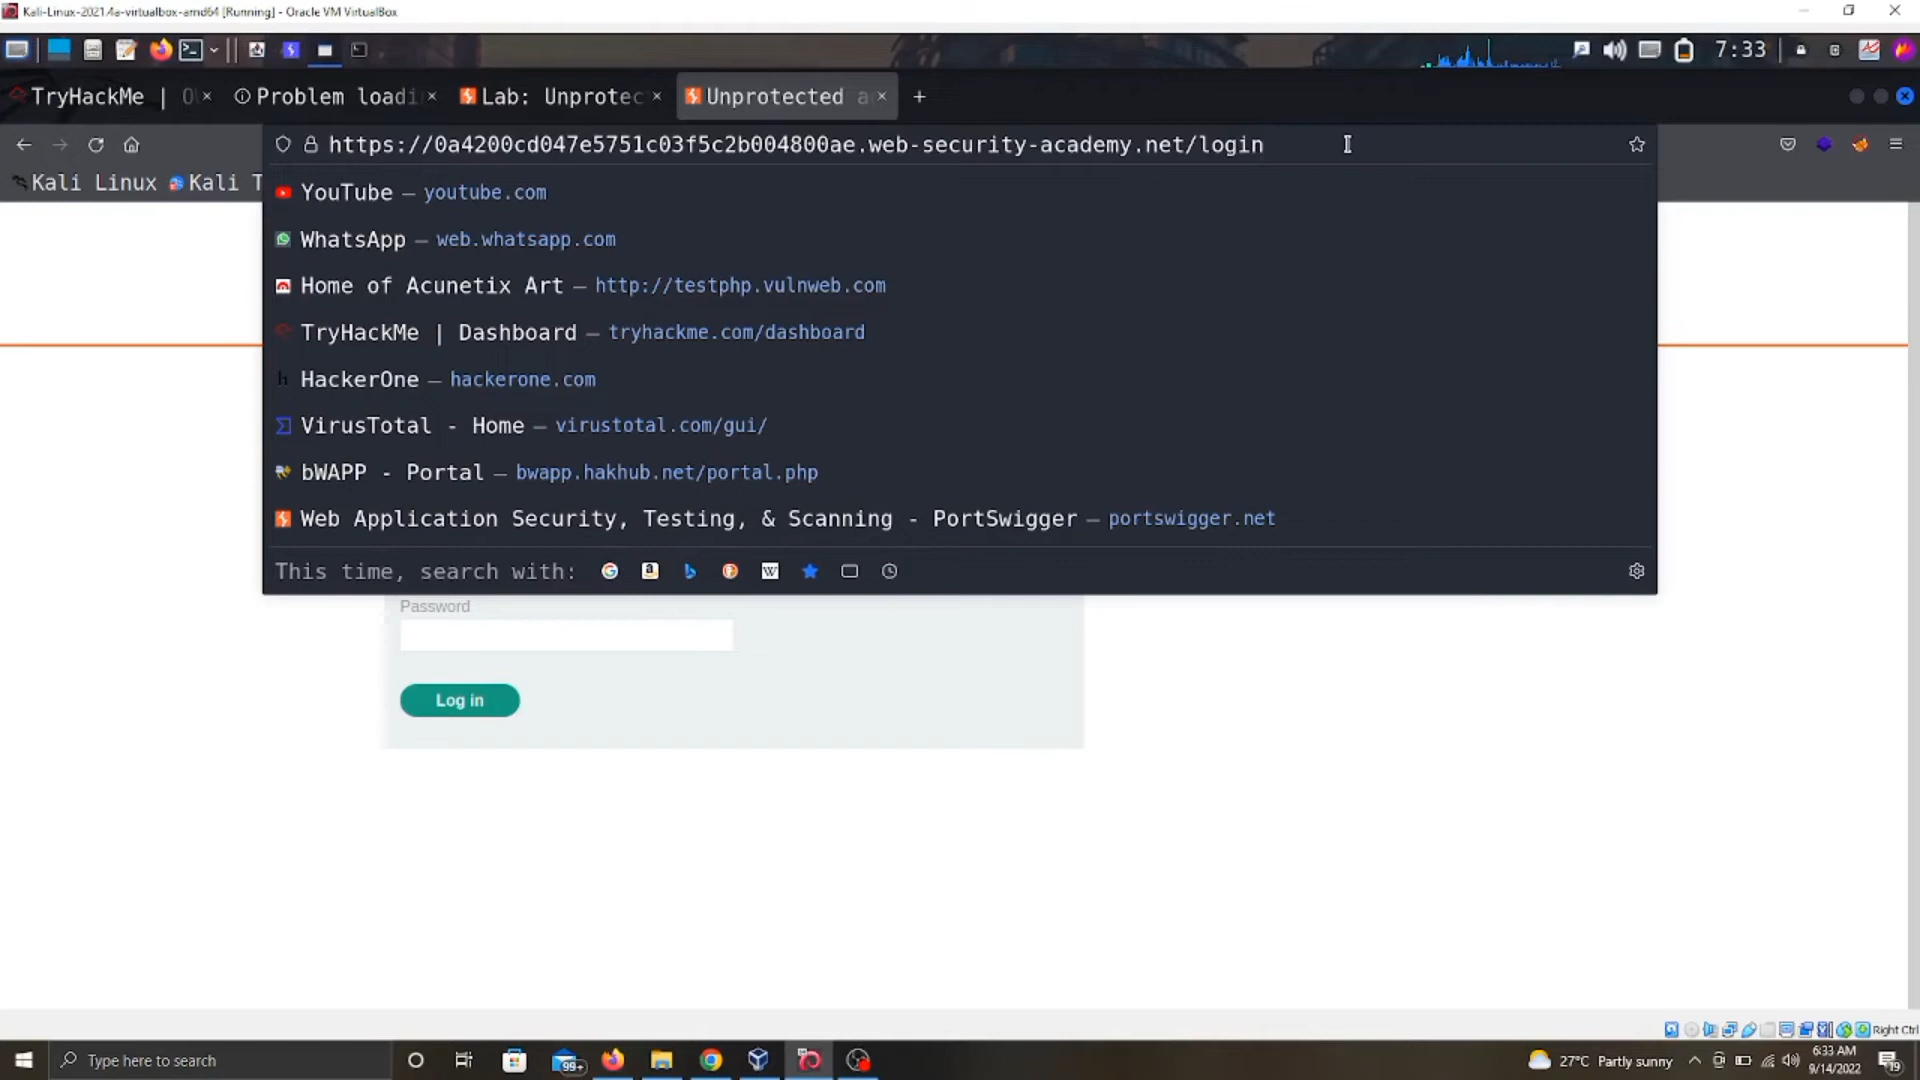 Kali-Linux-2021.4a-virtualbox-amd64 [Running] - Oracle VM VirtualBox
7:33
TryHackMe | Problem loadi Lab: Unprotec Unprotected a
https://0a4200cd047e5751c03f5c2b004800ae.web-security-academy.net/login
Kali Linux Kali T
YouTube — youtube.com
WhatsApp — web.whatsapp.com
Home of Acunetix Art — http://testphp.vulnweb.com
TryHackMe | Dashboard — tryhackme.com/dashboard
HackerOne — hackerone.com
VirusTotal - Home — virustotal.com/gui/
bWAPP - Portal — bwapp.hakhub.net/portal.php
Web Application Security, Testing, & Scanning - PortSwigger — portswigger.net
This time, search with:
Password
Log in
Right Ctrl
Type here to search
99+
27°C Partly sunny
6:33 AM
9/14/2022
19